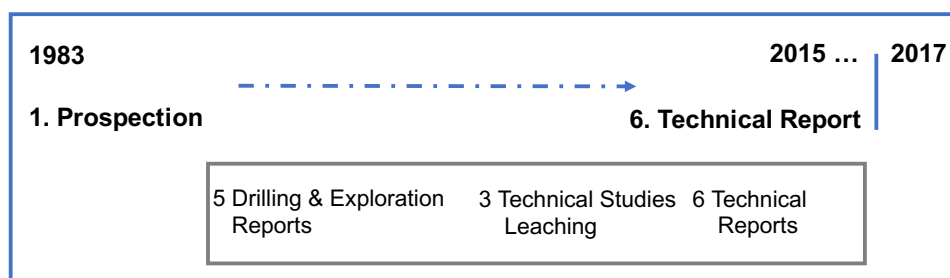 1983 2015 … 2017
1. Prospection 6. Technical Report
5 Drilling & Exploration 3 Technical Studies 6 Technical
Reports Leaching Reports